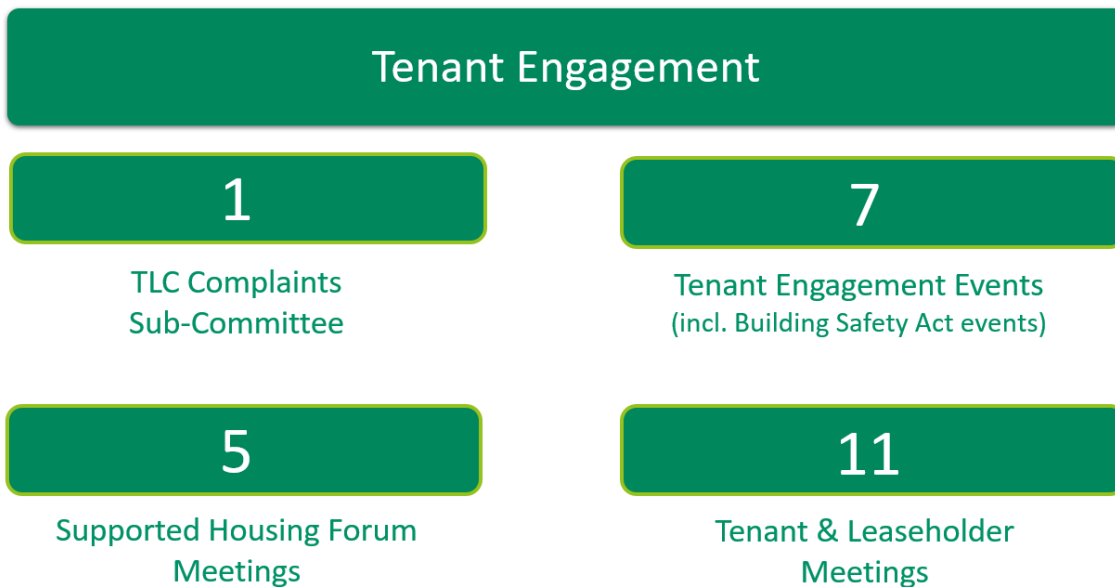 Tenant Engagement
1
TLC Complaints
Sub-Committee
7
Tenant Engagement Events
(incl. Building Safety Act events)
5
Supported Housing Forum
Meetings
11
Tenant & Leaseholder
Meetings